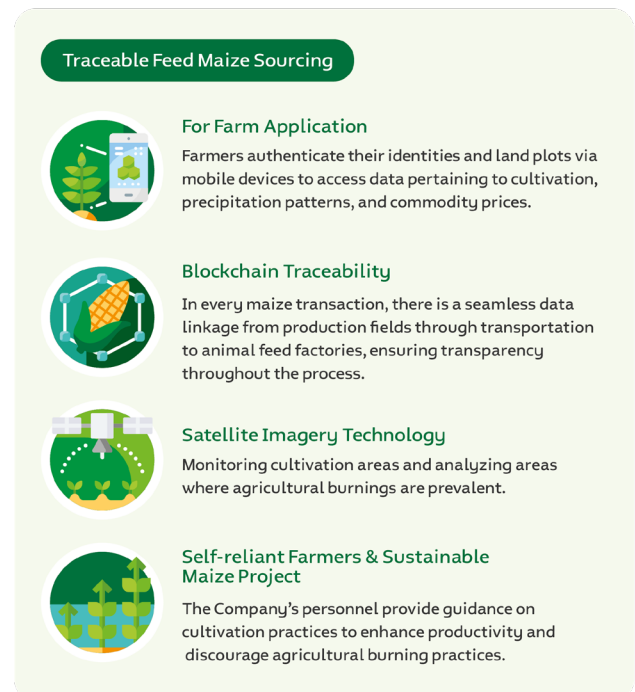 Traceable Feed Maize Sourcing
For Farm Application
Farmers authenticate their identities and land plots via
mobile devices to access data pertaining to cultivation,
precipitation patterns, and commodity prices.
Blockchain Traceability
In every maize transaction, there is a seamless data
linkage from production fields through transportation
to animal feed factories, ensuring transparency
throughout the process.
Satellite Imagery Technology
Monitoring cultivation areas and analyzing areas
where agricultural burnings are prevalent.
Self-reliant Farmers & Sustainable
Maize Project
The Company's personnel provide guidance on
cultivation practices to enhance productivity and
discourage agricultural burning practices.